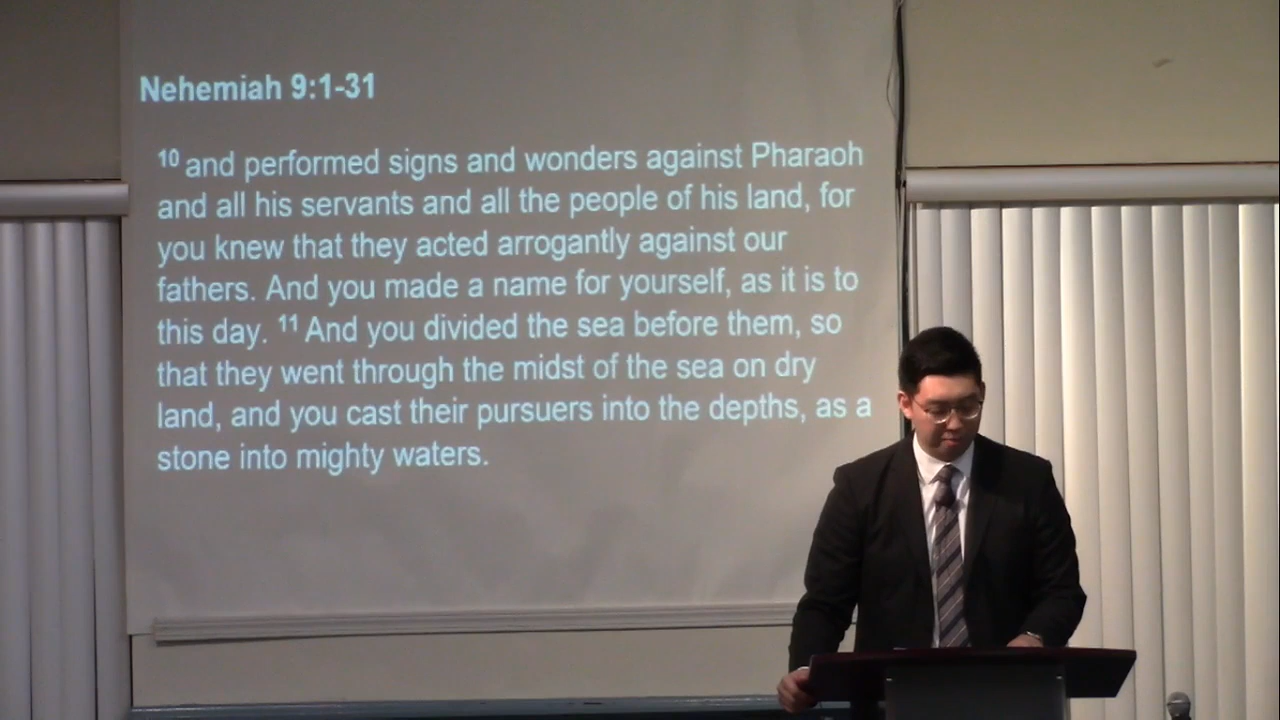 Nehemiah 9:1-31
10 and performed signs and wonders against Pharaoh
and all his servants and all the people of his land, for
you knew that they acted arrogantly against our
fathers. And you made a name for yourself, as it is to
this day. 11 And you divided the sea before them, so
that they went through the midst of the sea on dry
land, and you cast their pursuers into the depths, as a
stone into mighty waters.